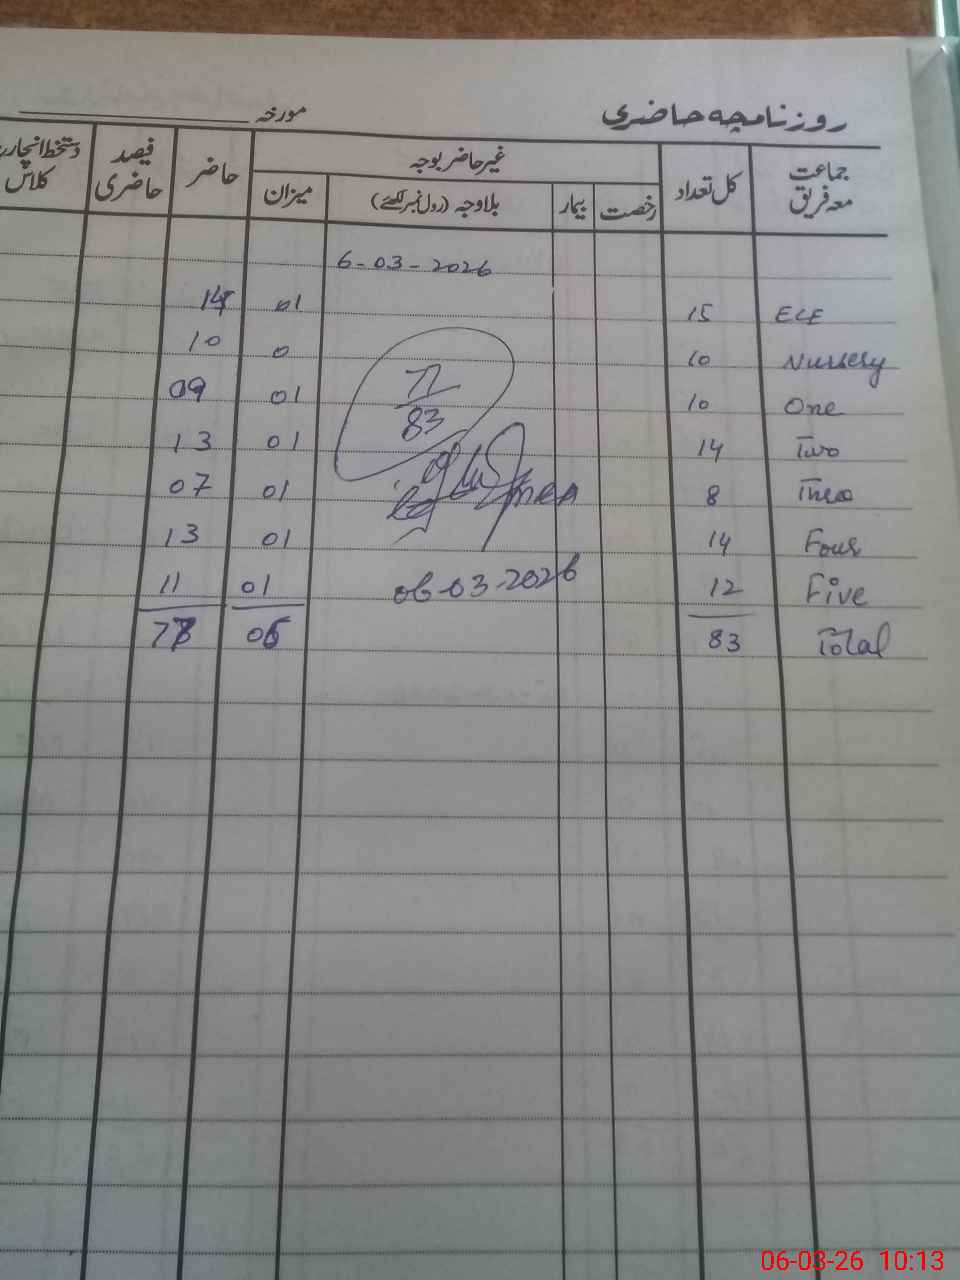 روزنامچہ حاضری مورخہ
جماعت معہ فریق کل تعداد غیر حاضر بوجہ حاضر فیصد حاضری دستخط انچارج کلاس
رخصت بیمار بلاوجہ (رول نمبر لکھئے) میزان
6-03-2026
ECE 15 01 14
Nursery 10 0 10
One 10 01 09
72
83
Two 14 01 13
Three 8 01 07
Four 14 01 13
Five 12 01 11
06-03-2026
Total 83 06 77
06-03-26 10:13